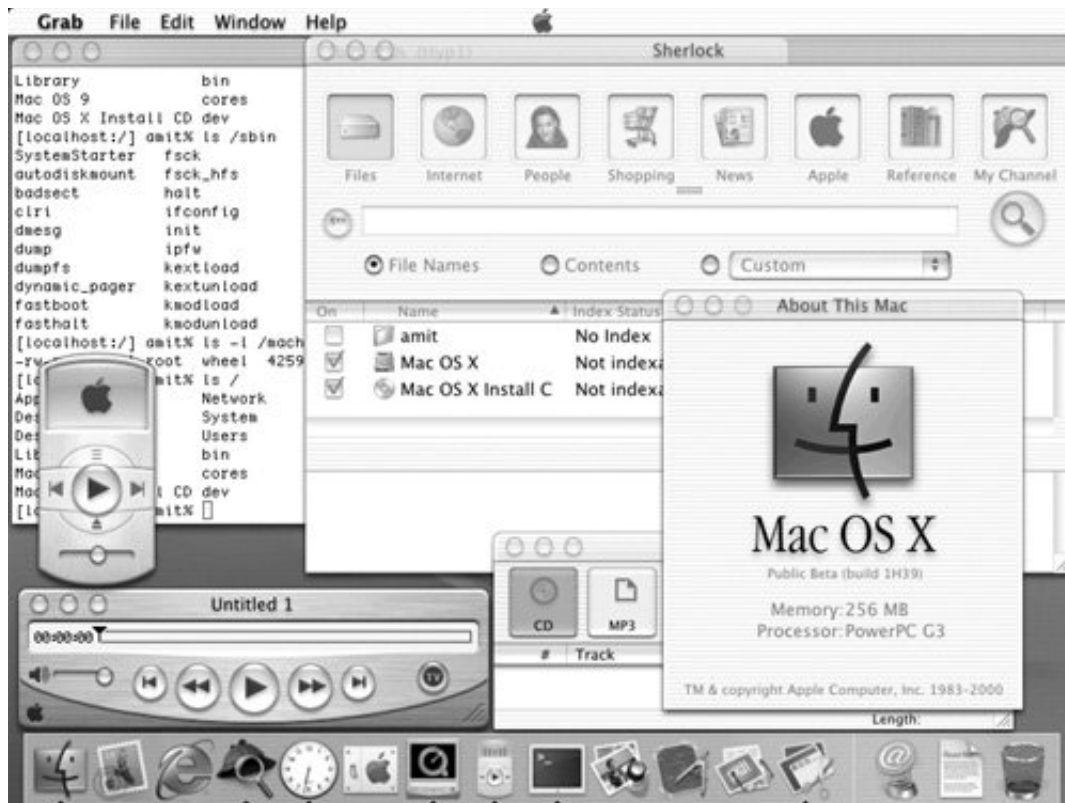 Grab File Edit Window Help
Library bin
Mac OS 9 cores
Mac OS X Install CD dev
[localhost:/] amit% ls /sbin
SystemStarter fsck
autodiskmount fsck_hfs
badsect halt
clri ifconfig
dmesg init
dump ipfw
dumpfs kextload
dynamic_pager kextunload
fastboot kmodload
fasthalt kmodunload
[localhost:/] amit% ls -l /mach
root wheel 4259
mit% ls /
Network
System
Users
bin
cores
CD dev
mit%
Sherlock
Files Internet People Shopping News Apple Reference My Channel
File Names Contents Custom
On Name Index Status
amit No Index
Mac OS X Not indexa
Mac OS X Install C Not indexa
About This Mac
Mac OS X
Public Beta (build 1H39)
Memory: 256 MB
Processor: PowerPC G3
TM & copyright Apple Computer, Inc. 1983-2000
Untitled 1
00:00:00
TV
CD MP3
# Track
Length: